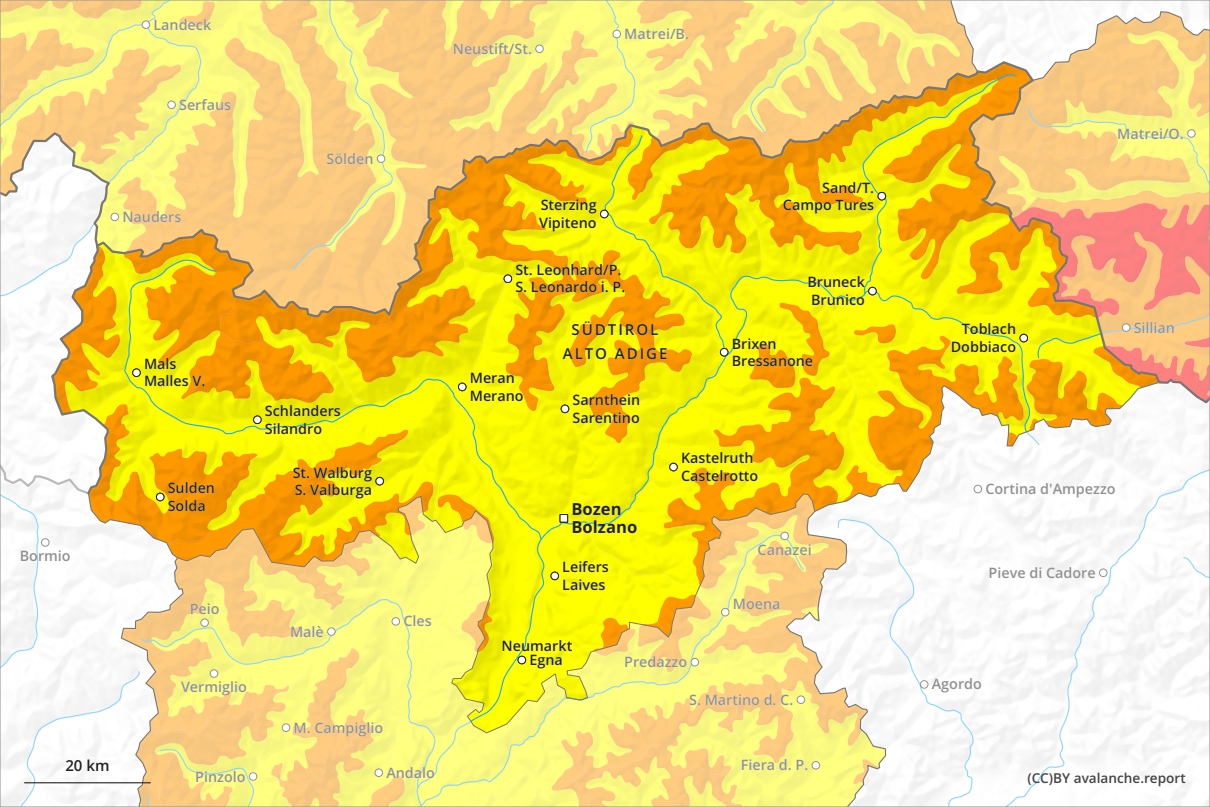 Landeck
Neustift/St.
Matrei/B.
Serfaus
Matrei/O.
Sölden
Sand/T.
Campo Tures
Nauders
Sterzing
Vipiteno
St. Leonhard/P.
S. Leonardo i. P.
Bruneck
Brunico
SÜDTIROL
ALTO ADIGE
Toblach
Dobbiaco
Sillian
Brixen
Bressanone
Mals
Malles V.
Meran
Merano
Schlanders
Silandro
Sarnthein
Sarentino
St. Walburg
S. Valburga
Kastelruth
Castelrotto
Sulden
Solda
Cortina d'Ampezzo
Bozen
Bolzano
Bormio
Canazei
Leifers
Laives
Pieve di Cadore
Peio
Moena
Cles
Malè
Neumarkt
Egna
Predazzo
Vermiglio
Agordo
S. Martino d. C.
M. Campiglio
20 km
Pinzolo
Andalo
Fiera d. P.
(CC)BY avalanche.report